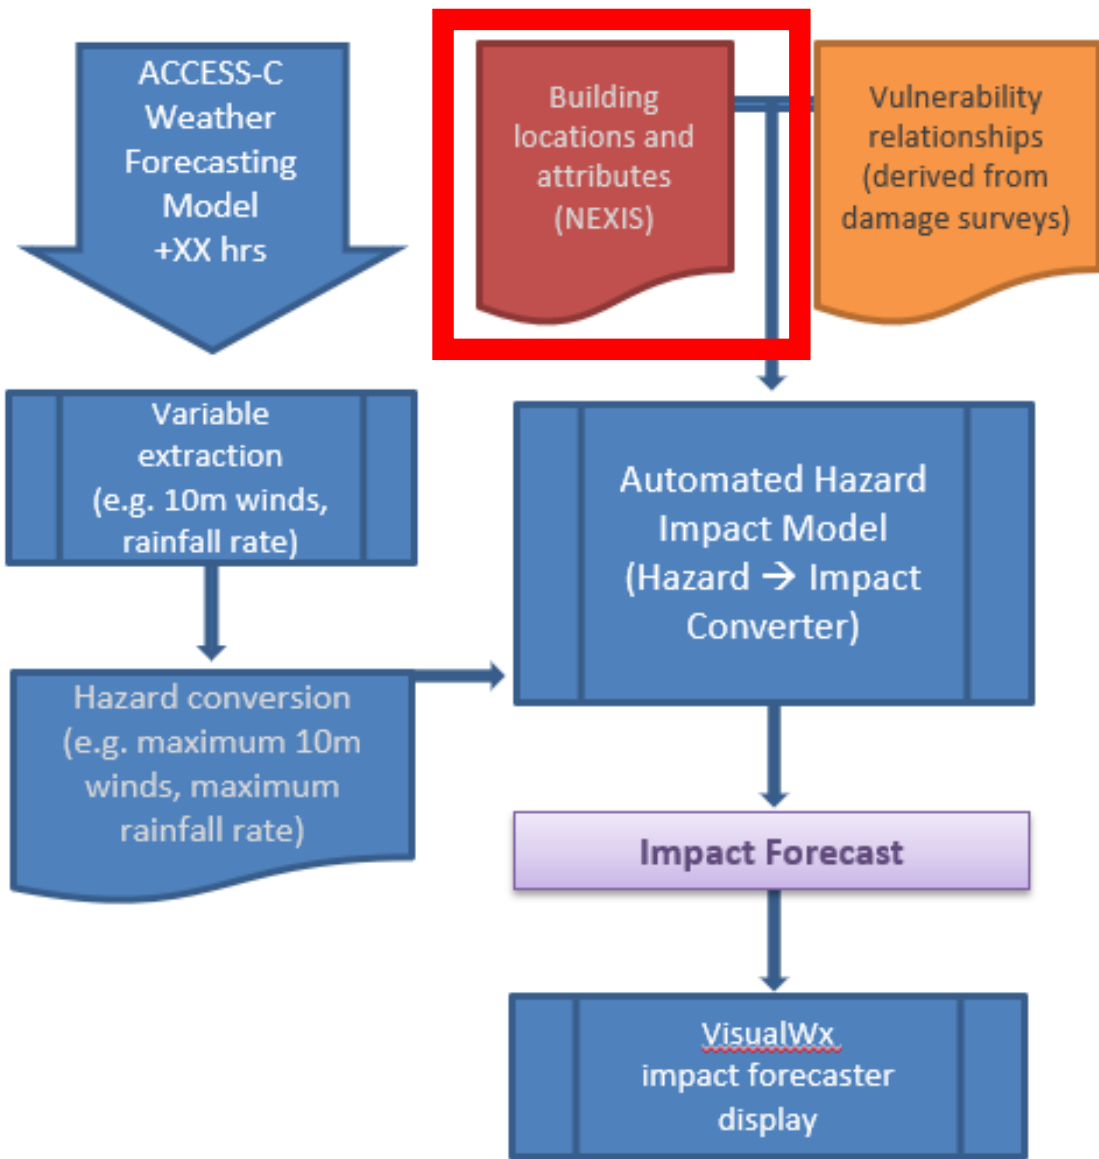 ACCESS-C
Weather
Forecasting
Model
+XX hrs
Building
locations and
attributes
(NEXIS)
Vulnerability
relationships
(derived from
damage surveys)
Variable
extraction
(e.g. 10m winds,
rainfall rate)
Automated Hazard
Impact Model
(Hazard → Impact
Converter)
Hazard conversion
(e.g. maximum 10m
winds, maximum
rainfall rate)
Impact Forecast
VisualWx
impact forecaster
display